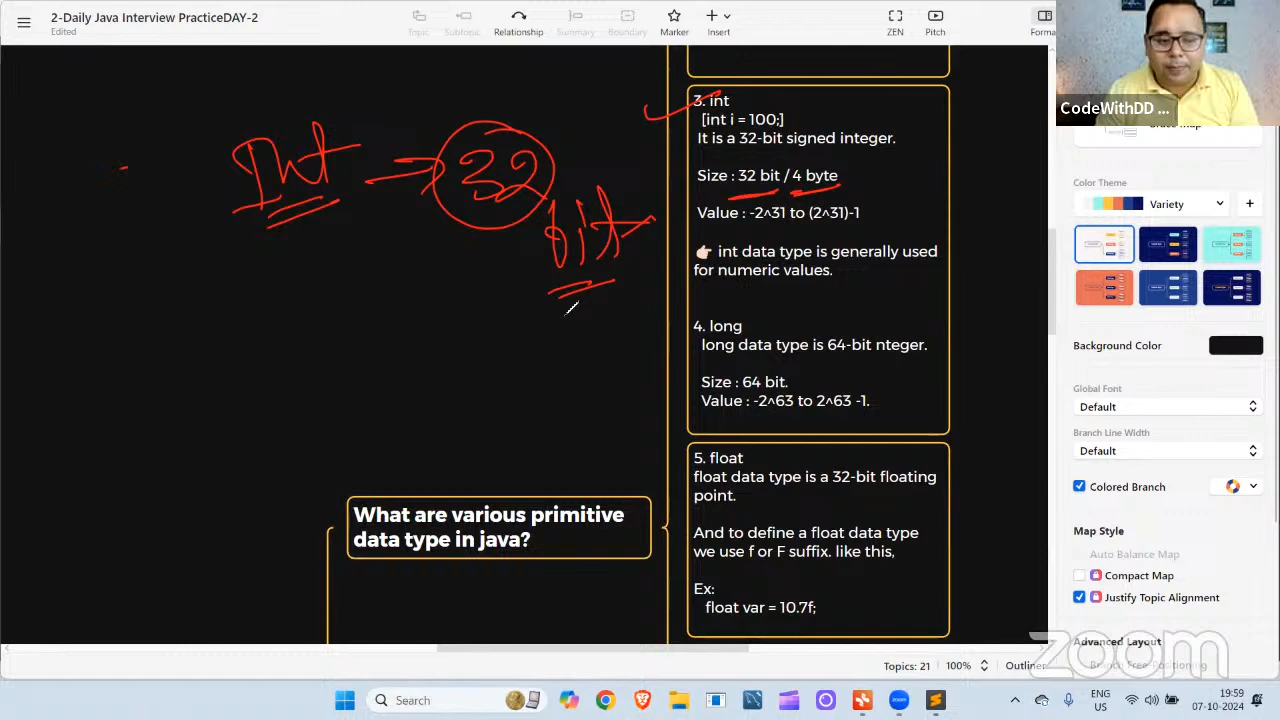 2-Daily Java Interview PracticeDAY-2
Edited
Topic
Subtopic
Relationship
Summary
Boundary
Marker
Insert
ZEN
Pitch
Forma
CodeWithDD
Int → 32
bit
3. int
[int i = 100;]
It is a 32-bit signed integer.
Size : 32 bit / 4 byte
Value : -2^31 to (2^31)-1
👉🏻 int data type is generally used
for numeric values.
4. long
long data type is 64-bit nteger.
Size : 64 bit.
Value : -2^63 to 2^63 -1.
5. float
float data type is a 32-bit floating
point.
And to define a float data type
we use f or F suffix. like this,
Ex:
float var = 10.7f;
What are various primitive
data type in java?
Color Theme
Variety
Background Color
Global Font
Default
Branch Line Width
Default
Colored Branch
Map Style
Auto Balance Map
Compact Map
Justify Topic Alignment
Advanced Layout
Branch Free-Positioning
zoom
Topics: 21
100%
Outliner
Search
ENG
US
19:59
07-10-2024